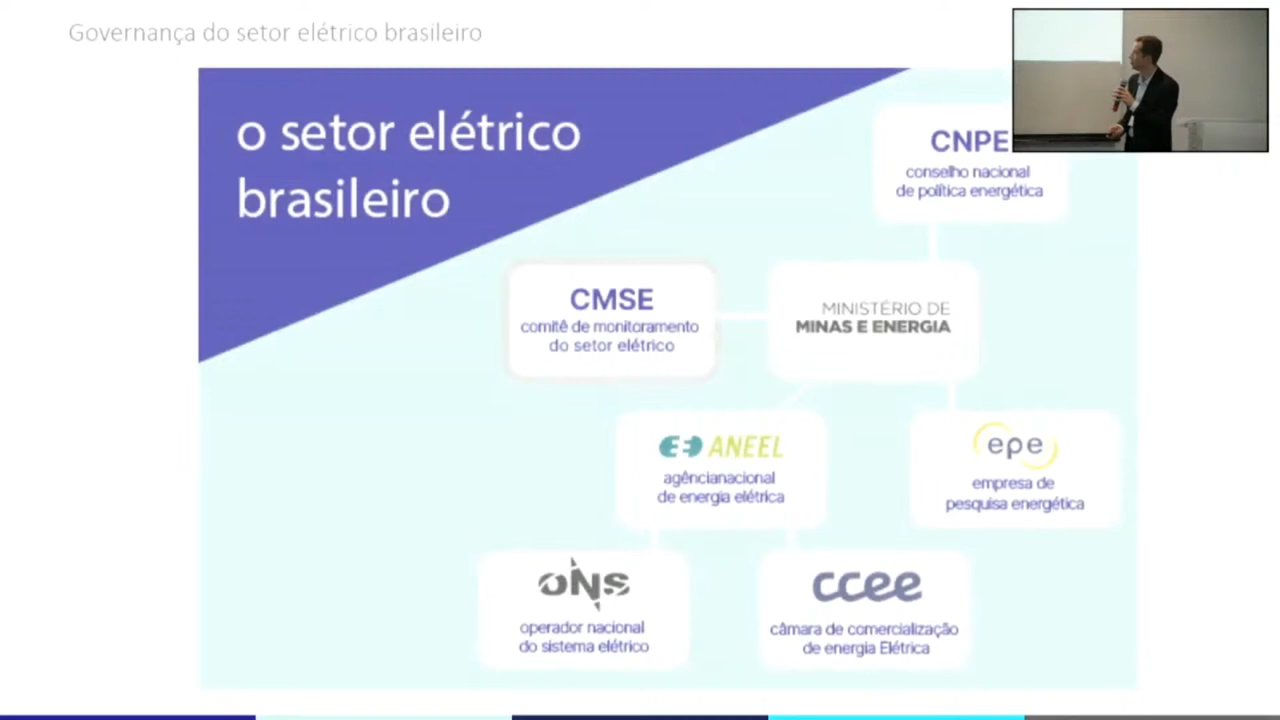 Governança do setor elétrico brasileiro
o setor elétrico
brasileiro
CNPE
conselho nacional
de política energética
CMSE
comitê de monitoramento
do setor elétrico
MINISTÉRIO DE
MINAS E ENERGIA
ANEEL
agêncianacional
de energia elétrica
epe
empresa de
pesquisa energética
ONS
operador nacional
do sistema elétrico
ccee
câmara de comercialização
de energia Elétrica